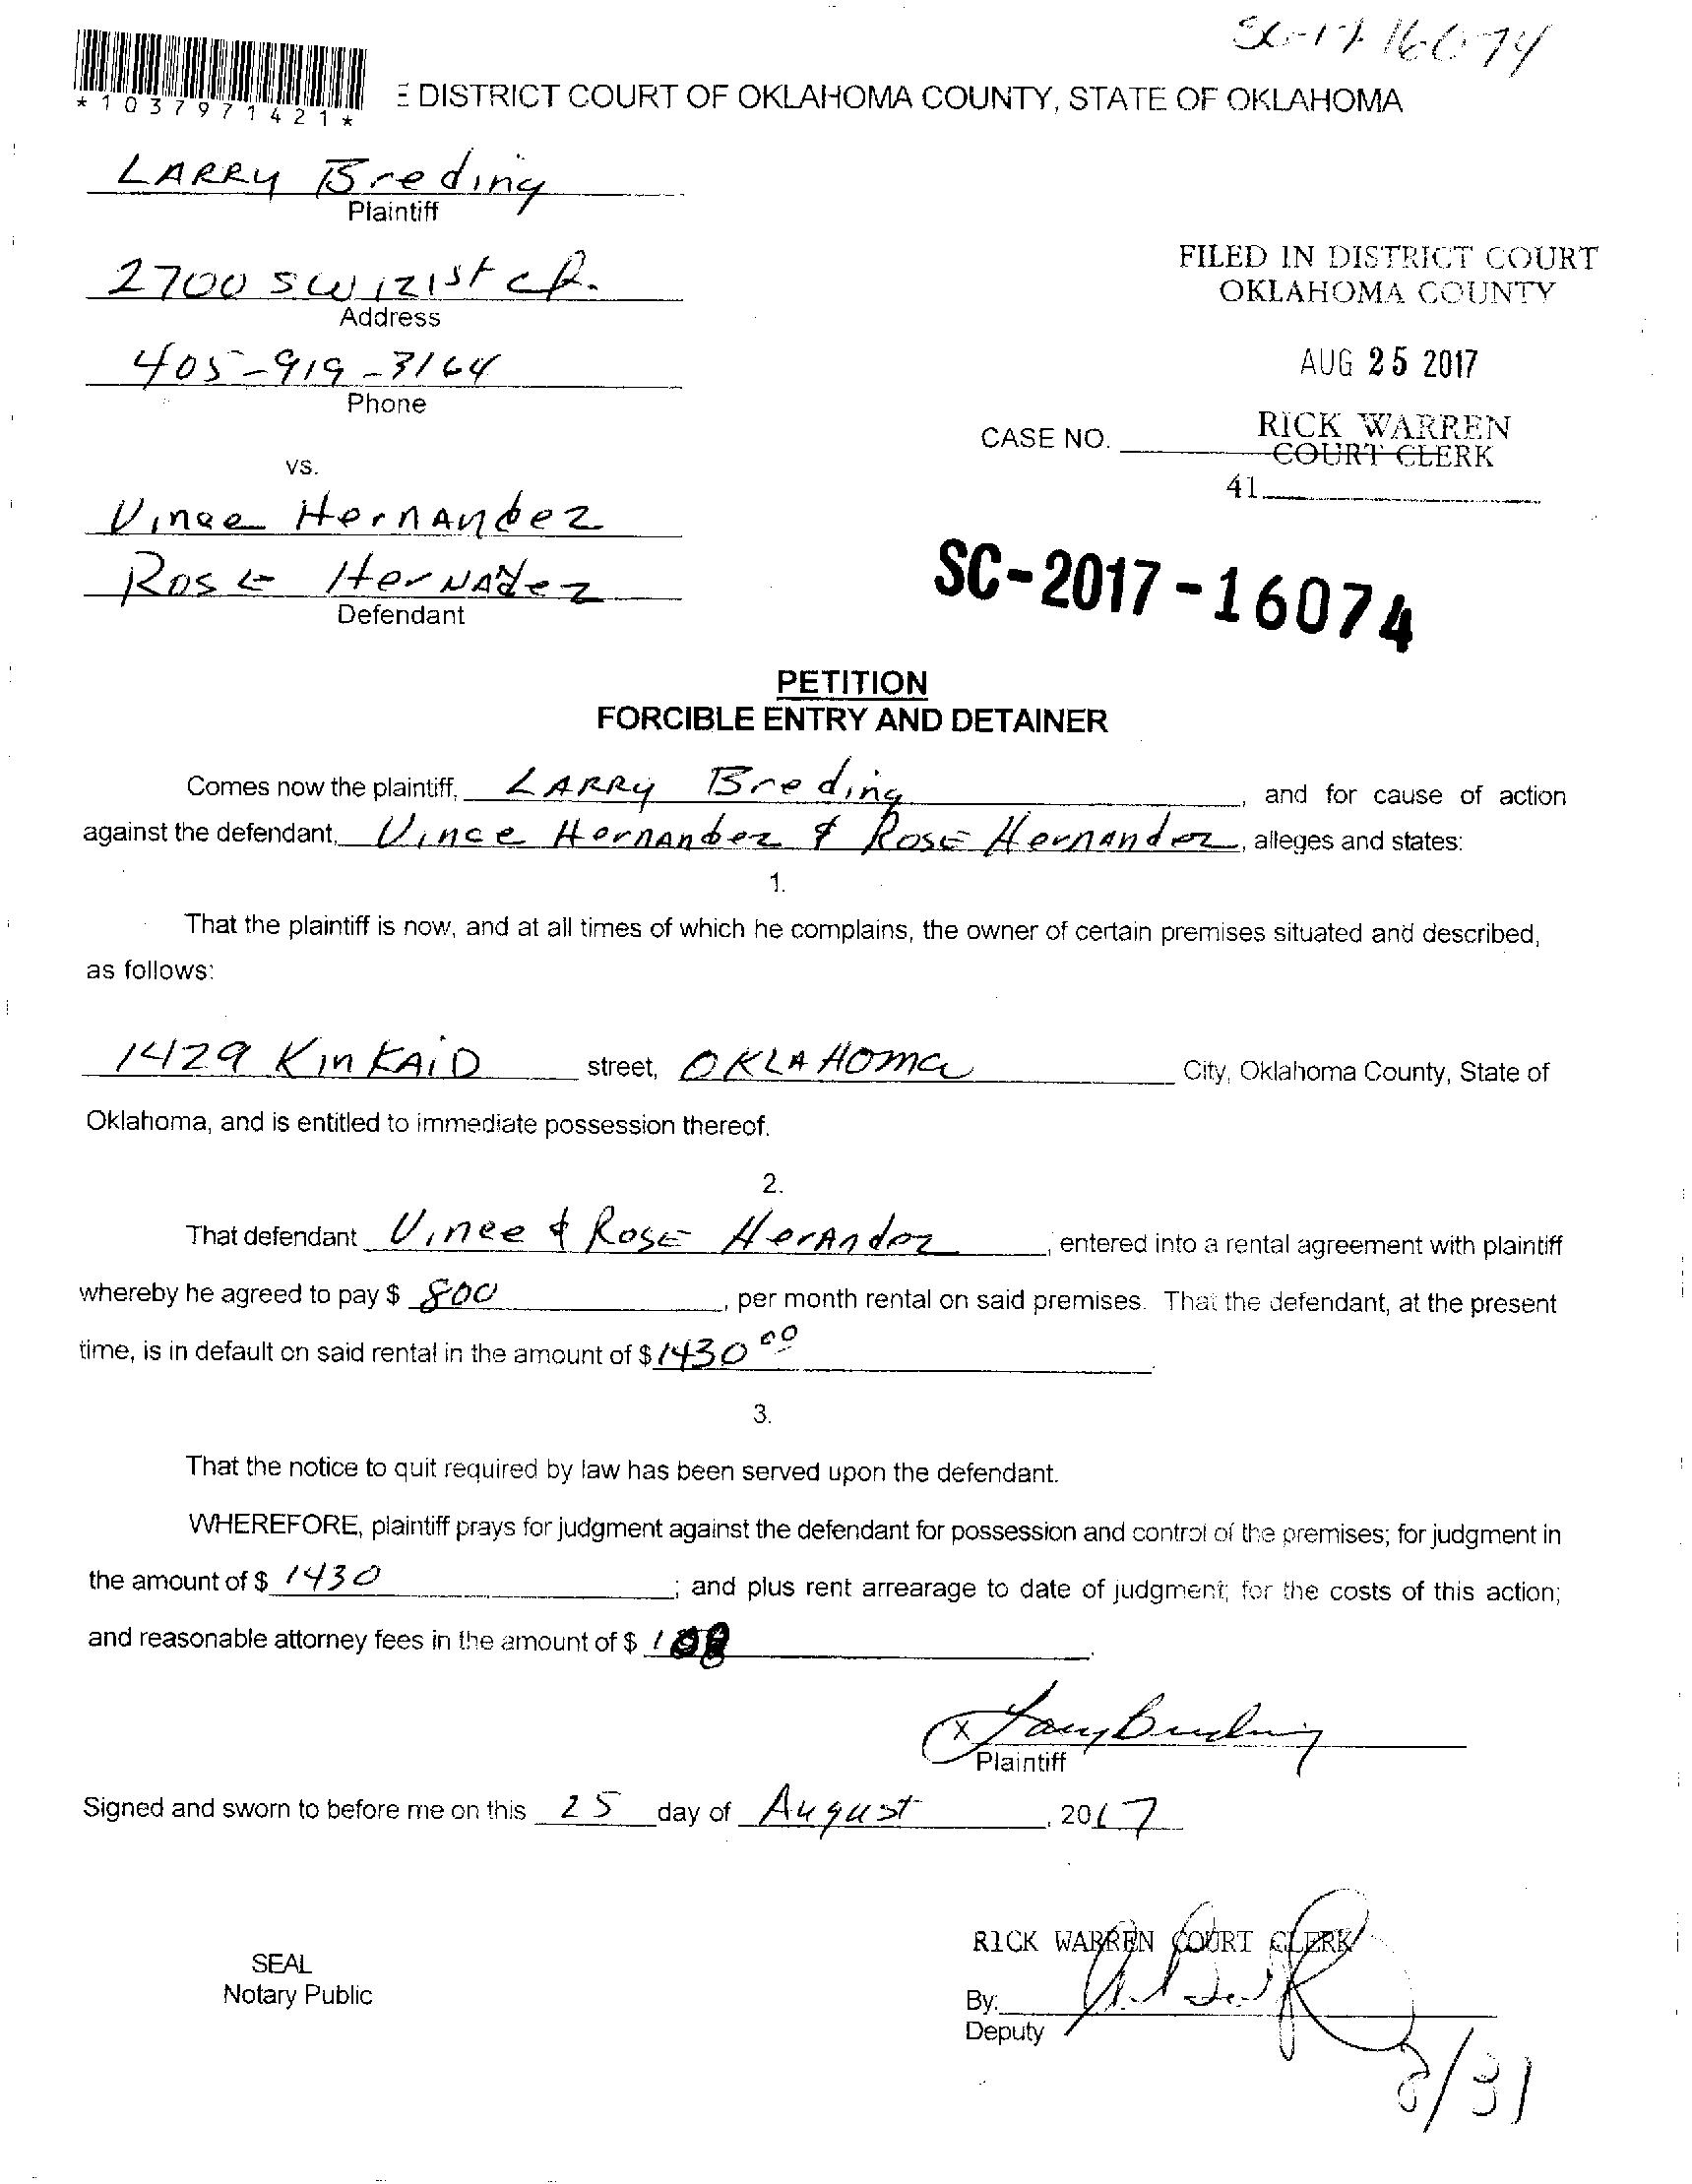 SC-17-16074
*1037971421*
E DISTRICT COURT OF OKLAHOMA COUNTY, STATE OF OKLAHOMA
LARRY Breding
Plaintiff
2700 SW 121st cR.
Address
405-919-3164
Phone
FILED IN DISTRICT COURT
OKLAHOMA COUNTY
AUG 25 2017
RICK WARREN
COURT CLERK
41
CASE NO.
vs.
Vince Hernandez
Rose Hernadez
Defendant
SC-2017-16074
PETITION
FORCIBLE ENTRY AND DETAINER
Comes now the plaintiff, LARRY Breding, and for cause of action
against the defendant, Vince Hernandez & Rose Hernandez, alleges and states:
1.
That the plaintiff is now, and at all times of which he complains, the owner of certain premises situated and described,
as follows:
1429 KinKAiD street, OKLAHOMa City, Oklahoma County, State of
Oklahoma, and is entitled to immediate possession thereof.
2.
That defendant Vince & Rose Herandez, entered into a rental agreement with plaintiff
whereby he agreed to pay $ 800, per month rental on said premises. That the defendant, at the present
time, is in default on said rental in the amount of $ 1430 00
3.
That the notice to quit required by law has been served upon the defendant.
WHEREFORE, plaintiff prays for judgment against the defendant for possession and control of the premises; for judgment in
the amount of $ 1430; and plus rent arrearage to date of judgment; for the costs of this action;
and reasonable attorney fees in the amount of $
X Larry Breding
Plaintiff
Signed and sworn to before me on this 25 day of August, 2017
SEAL
Notary Public
RICK WARREN COURT CLERK
By:
Deputy
8/31